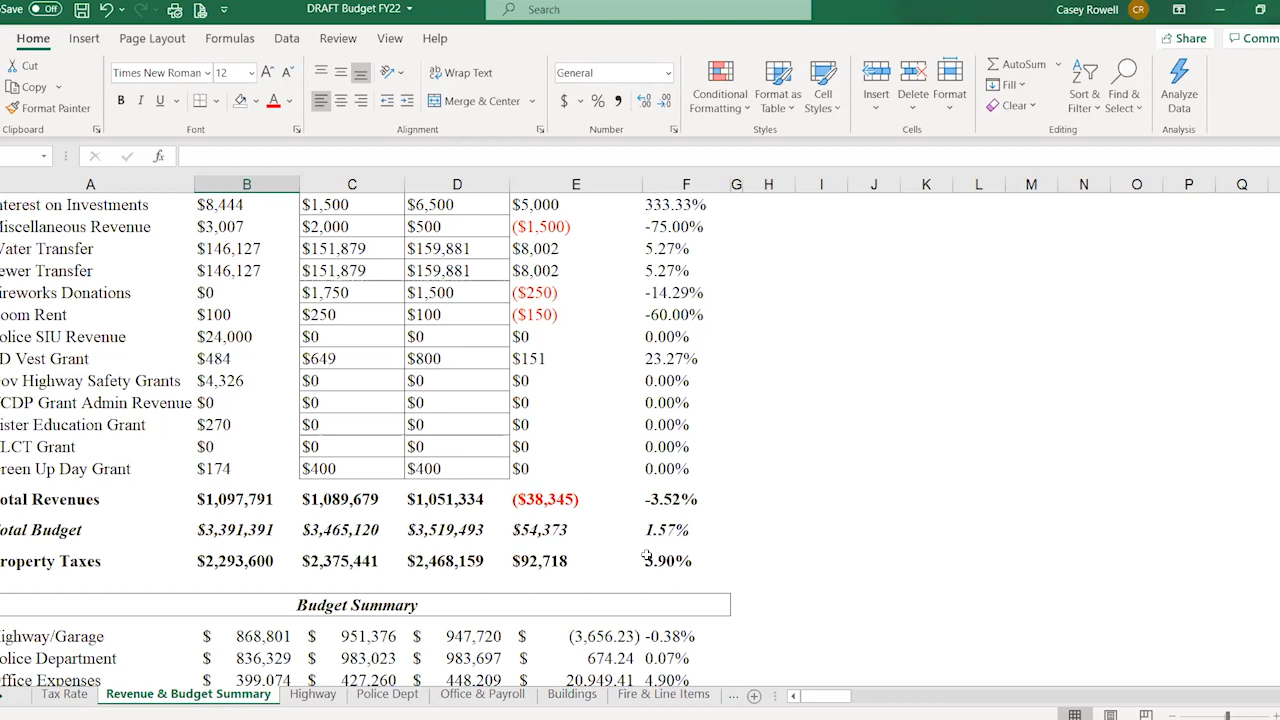 Save Off DRAFT Budget FY22 Search Casey Rowell CR
Home Insert Page Layout Formulas Data Review View Help Share Comm
Cut Times New Roman 12 Wrap Text General AutoSum
Copy Fill
Format Painter B I U A Merge & Center $ % Conditional Formatting Format as Table Cell Styles Insert Delete Format Clear Sort & Filter Find & Select Analyze Data
Clipboard Font Alignment Number Styles Cells Editing Analysis
fx
A B C D E F G H I J K L M N O P Q
nterest on Investments $8,444 $1,500 $6,500 $5,000 333.33%
Miscellaneous Revenue $3,007 $2,000 $500 ($1,500) -75.00%
Water Transfer $146,127 $151,879 $159,881 $8,002 5.27%
ewer Transfer $146,127 $151,879 $159,881 $8,002 5.27%
ireworks Donations $0 $1,750 $1,500 ($250) -14.29%
oom Rent $100 $250 $100 ($150) -60.00%
olice SIU Revenue $24,000 $0 $0 $0 0.00%
D Vest Grant $484 $649 $800 $151 23.27%
ov Highway Safety Grants $4,326 $0 $0 $0 0.00%
CDP Grant Admin Revenue $0 $0 $0 $0 0.00%
ister Education Grant $270 $0 $0 $0 0.00%
LCT Grant $0 $0 $0 $0 0.00%
reen Up Day Grant $174 $400 $400 $0 0.00%
otal Revenues $1,097,791 $1,089,679 $1,051,334 ($38,345) -3.52%
otal Budget $3,391,391 $3,465,120 $3,519,493 $54,373 1.57%
roperty Taxes $2,293,600 $2,375,441 $2,468,159 $92,718 3.90%
Budget Summary
ighway/Garage $ 868,801 $ 951,376 $ 947,720 $ (3,656.23) -0.38%
olice Department $ 836,329 $ 983,023 $ 983,697 $ 674.24 0.07%
ffice Expenses $ 399,074 $ 427,260 $ 448,209 $ 20,949.41 4.90%
Tax Rate Revenue & Budget Summary Highway Police Dept Office & Payroll Buildings Fire & Line Items ...